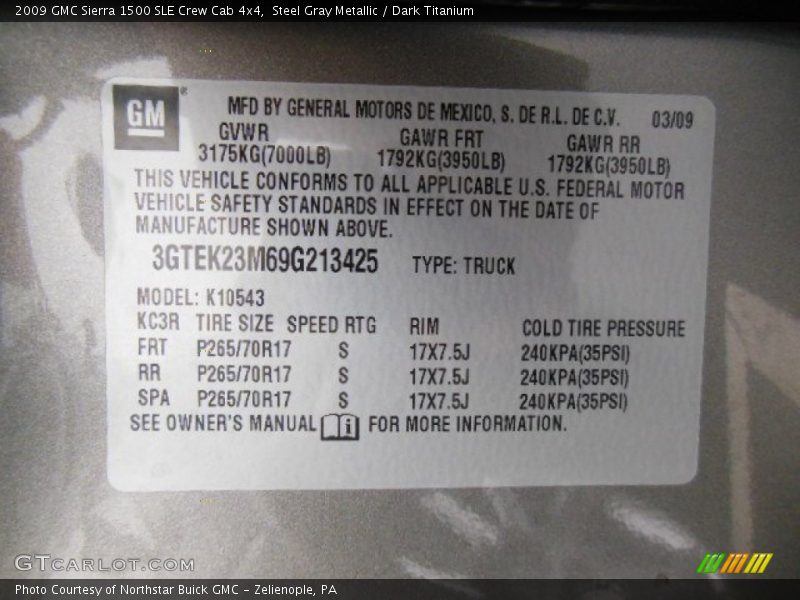 2009 GMC Sierra 1500 SLE Crew Cab 4x4, Steel Gray Metallic / Dark Titanium
GM® MFD BY GENERAL MOTORS DE MEXICO, S. DE R.L. DE C.V. 03/09
GVWR GAWR FRT GAWR RR
3175KG(7000LB) 1792KG(3950LB) 1792KG(3950LB)
THIS VEHICLE CONFORMS TO ALL APPLICABLE U.S. FEDERAL MOTOR
VEHICLE SAFETY STANDARDS IN EFFECT ON THE DATE OF
MANUFACTURE SHOWN ABOVE.
3GTEK23M69G213425 TYPE: TRUCK
MODEL: K10543
KC3R TIRE SIZE SPEED RTG RIM COLD TIRE PRESSURE
FRT P265/70R17 S 17X7.5J 240KPA(35PSI)
RR P265/70R17 S 17X7.5J 240KPA(35PSI)
SPA P265/70R17 S 17X7.5J 240KPA(35PSI)
SEE OWNER'S MANUAL i FOR MORE INFORMATION.
GTCARLOT.COM
Photo Courtesy of Northstar Buick GMC - Zelienople, PA